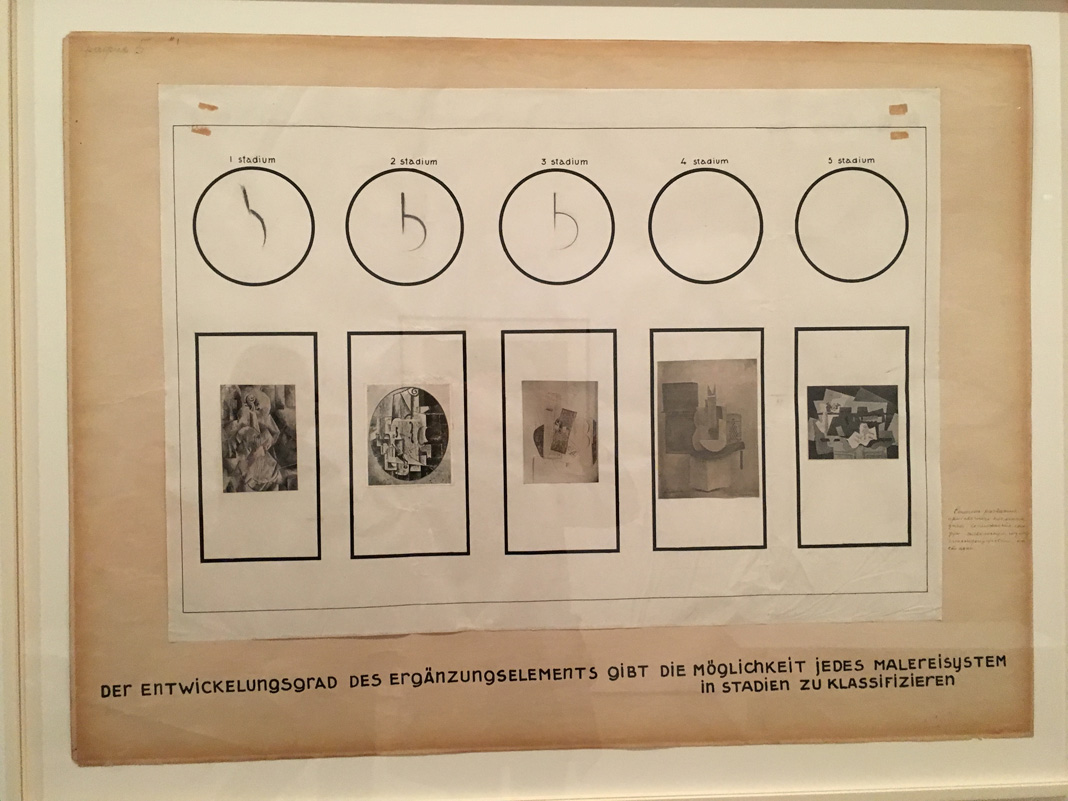 1 stadium
2 stadium
3 stadium
4 stadium
5 stadium
DER ENTWICKELUNGSGRAD DES ERGÄNZUNGSELEMENTS GIBT DIE MÖGLICHKEIT JEDES MALEREISYSTEM
IN STADIEN ZU KLASSIFIZIEREN